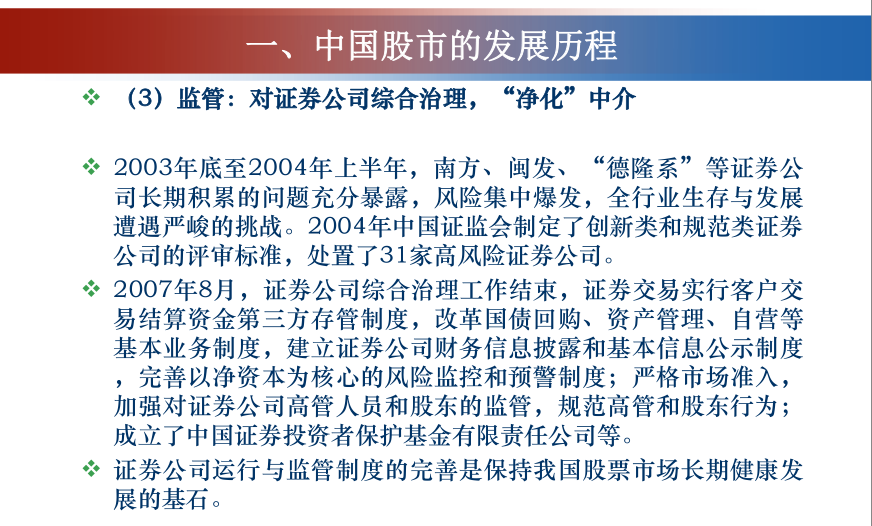 一、中国股市的发展历程
（3）监管：对证券公司综合治理，“净化”中介
2003年底至2004年上半年，南方、闽发、“德隆系”等证券公
司长期积累的问题充分暴露，风险集中爆发，全行业生存与发展
遭遇严峻的挑战。2004年中国证监会制定了创新类和规范类证券
公司的评审标准，处置了31家高风险证券公司。
2007年8月，证券公司综合治理工作结束，证券交易实行客户交
易结算资金第三方存管制度，改革国债回购、资产管理、自营等
基本业务制度，建立证券公司财务信息披露和基本信息公示制度
，完善以净资本为核心的风险监控和预警制度；严格市场准入，
加强对证券公司高管人员和股东的监管，规范高管和股东行为；
成立了中国证券投资者保护基金有限责任公司等。
证券公司运行与监管制度的完善是保持我国股票市场长期健康发
展的基石。